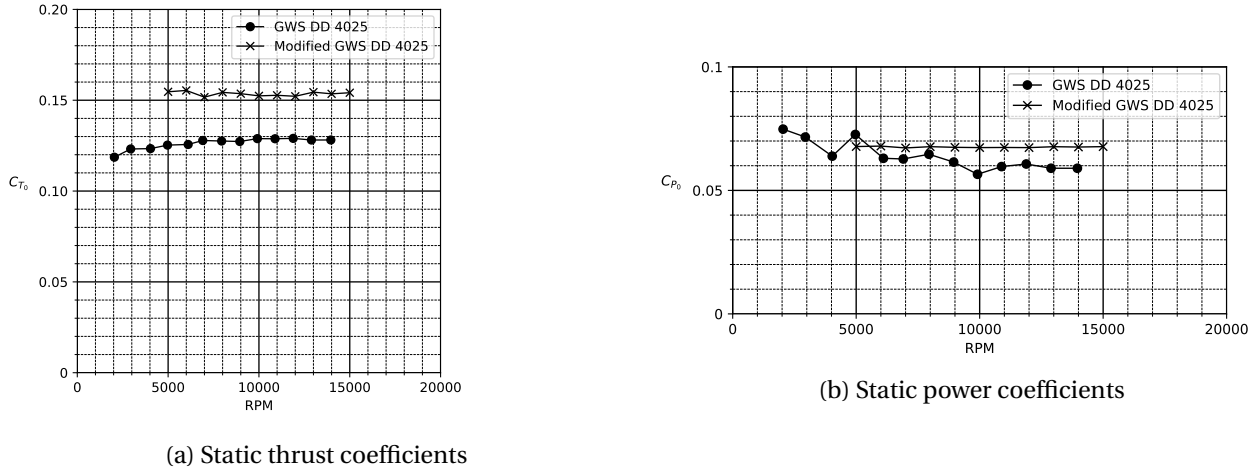 0.20
0.15
0.10
0.05
0
C_{T_0}
GWS DD 4025
Modified GWS DD 4025
0 5000 10000 15000 20000
RPM
(a) Static thrust coefficients
0.1
0.05
0
C_{P_0}
GWS DD 4025
Modified GWS DD 4025
0 5000 10000 15000 20000
RPM
(b) Static power coefficients